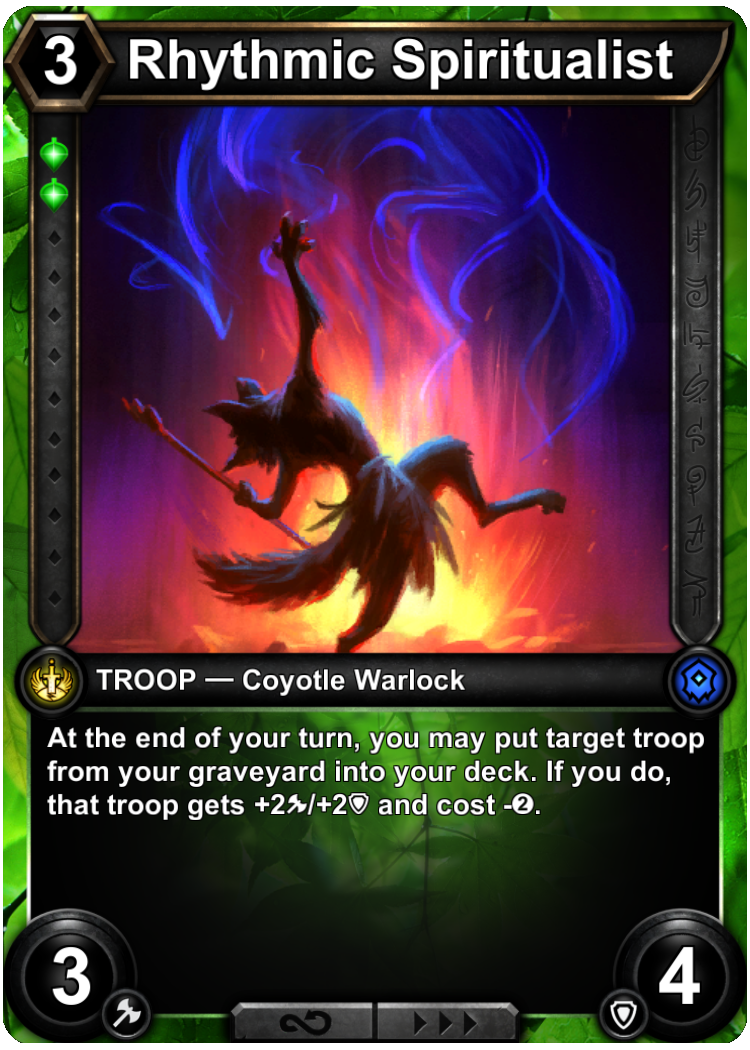 3 Rhythmic Spiritualist
TROOP — Coyotle Warlock
At the end of your turn, you may put target troop
from your graveyard into your deck. If you do,
that troop gets +2/+2 and cost -2.
3 4